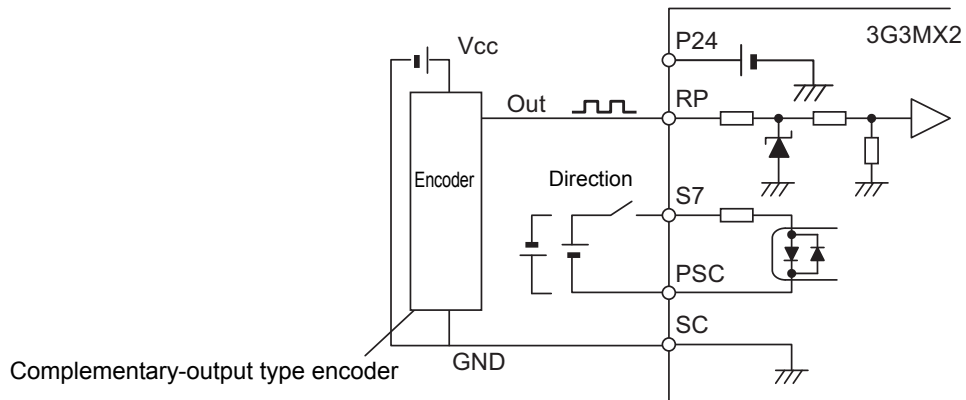 3G3MX2
P24
Vcc
RP
Out
Encoder
Direction
S7
PSC
SC
GND
Complementary-output type encoder